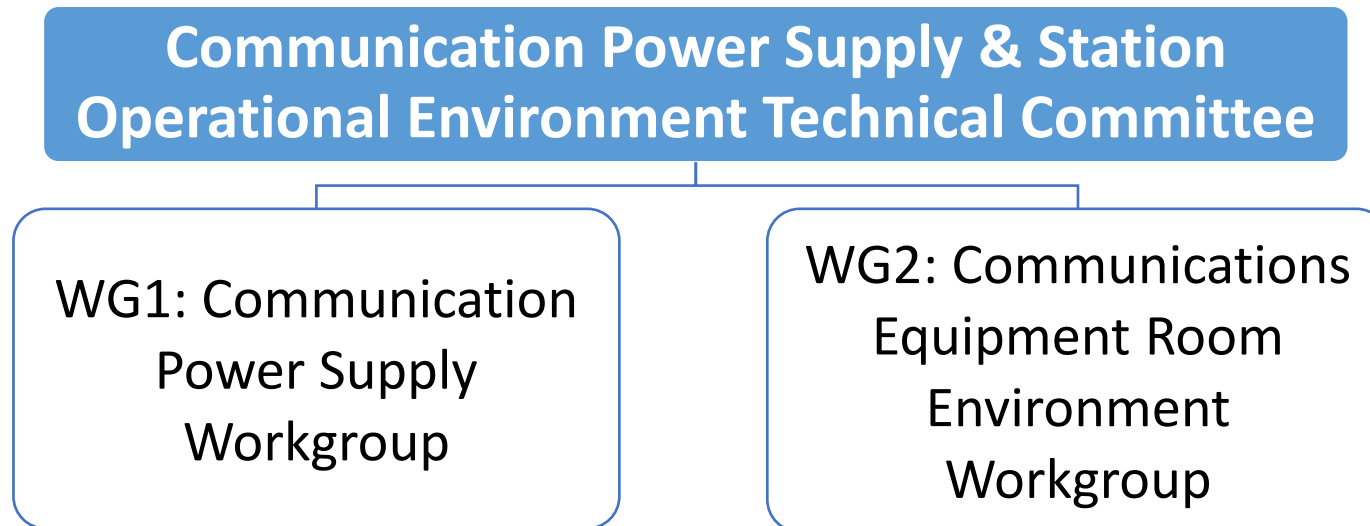 Communication Power Supply & Station
Operational Environment Technical Committee
WG1: Communication
Power Supply
Workgroup
WG2: Communications
Equipment Room
Environment
Workgroup